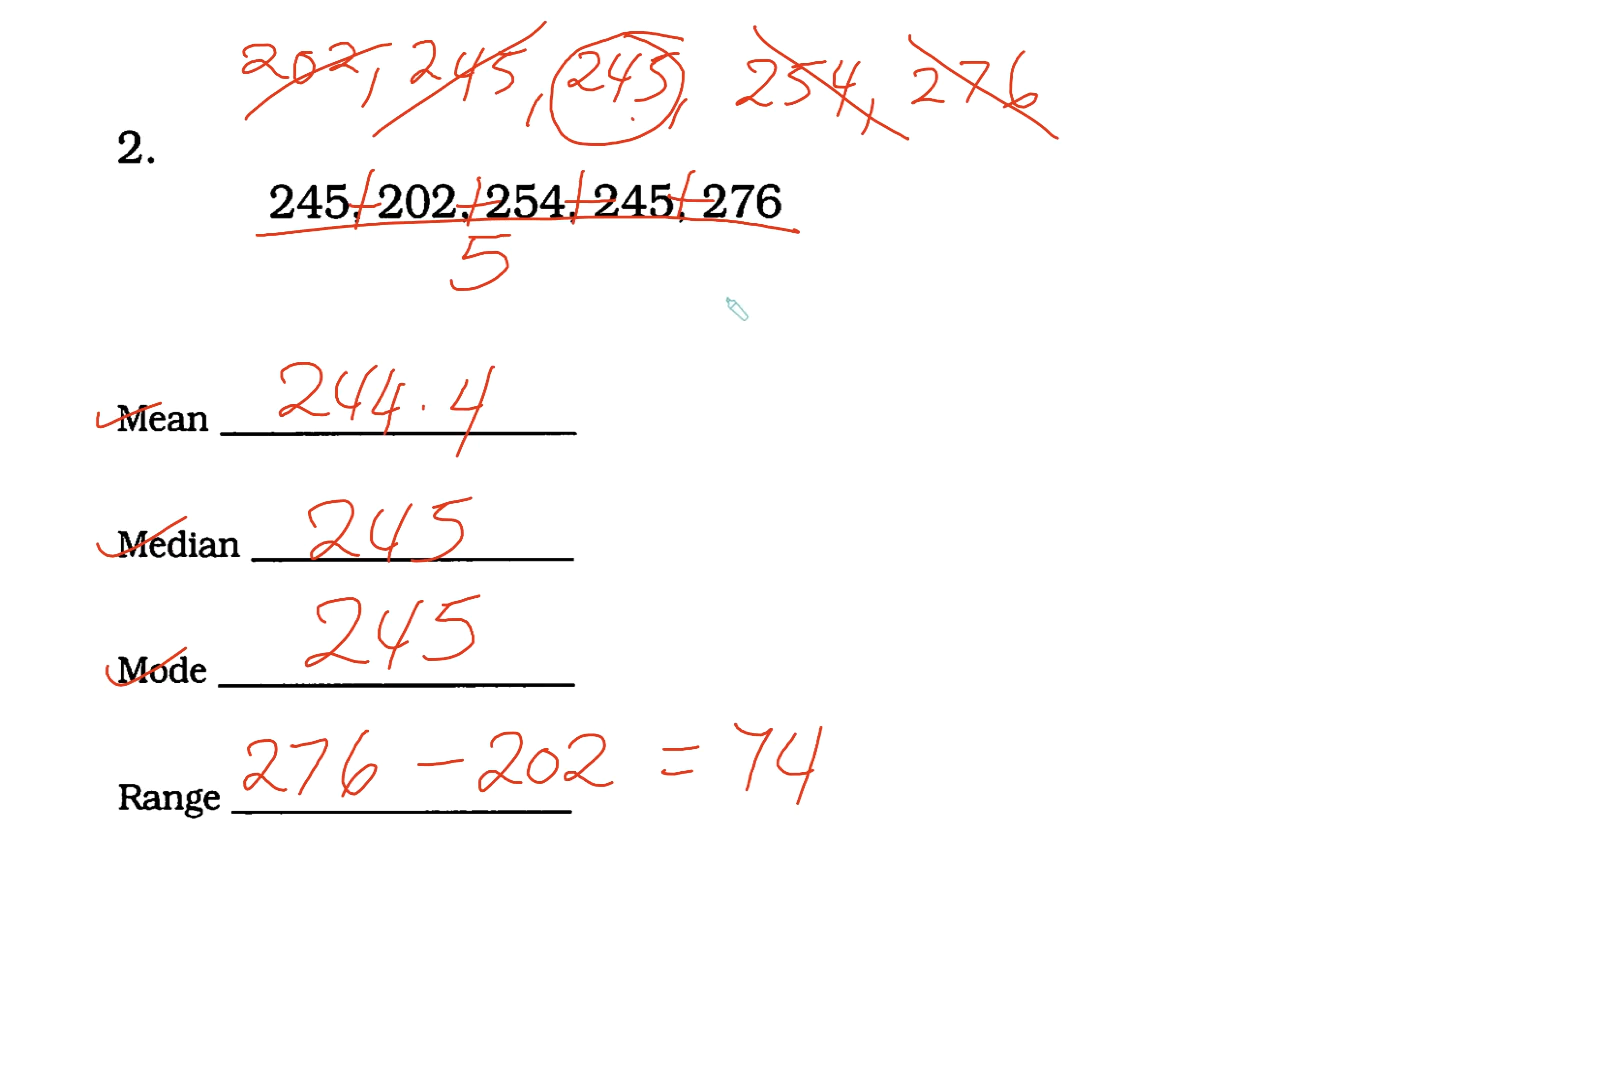 202, 245, 245, 254, 276
2.
245, + 202, + 254, + 245, + 276
5
Mean 244.4
Median 245
Mode 245
Range 276 - 202 = 74